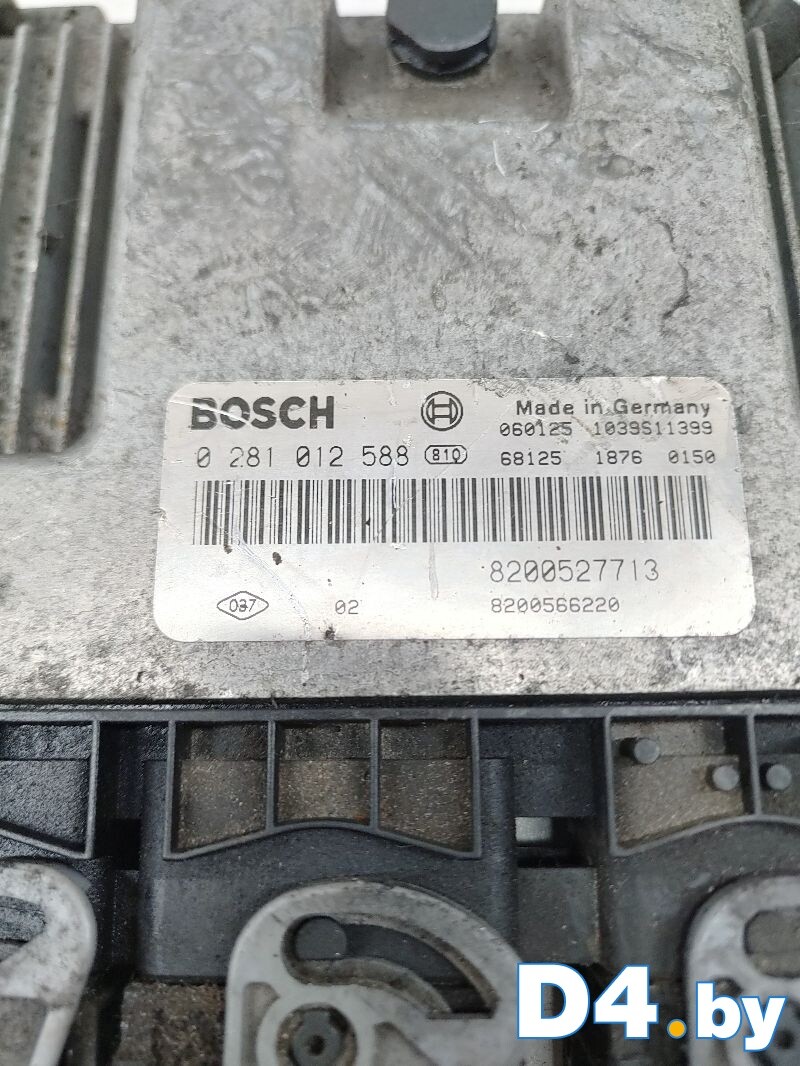 BOSCH Made in Germany
060125 1039S11399
0 281 012 588 810 68125 1876 0150
8200527713
037 02 8200566220
D4.by